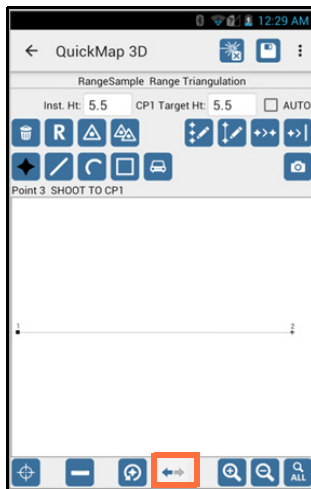 12:29 AM
QuickMap 3D
RangeSample Range Triangulation
Inst. Ht: 5.5 CP1 Target Ht: 5.5 AUTO
R
Point 3 SHOOT TO CP1
1 2
ALL